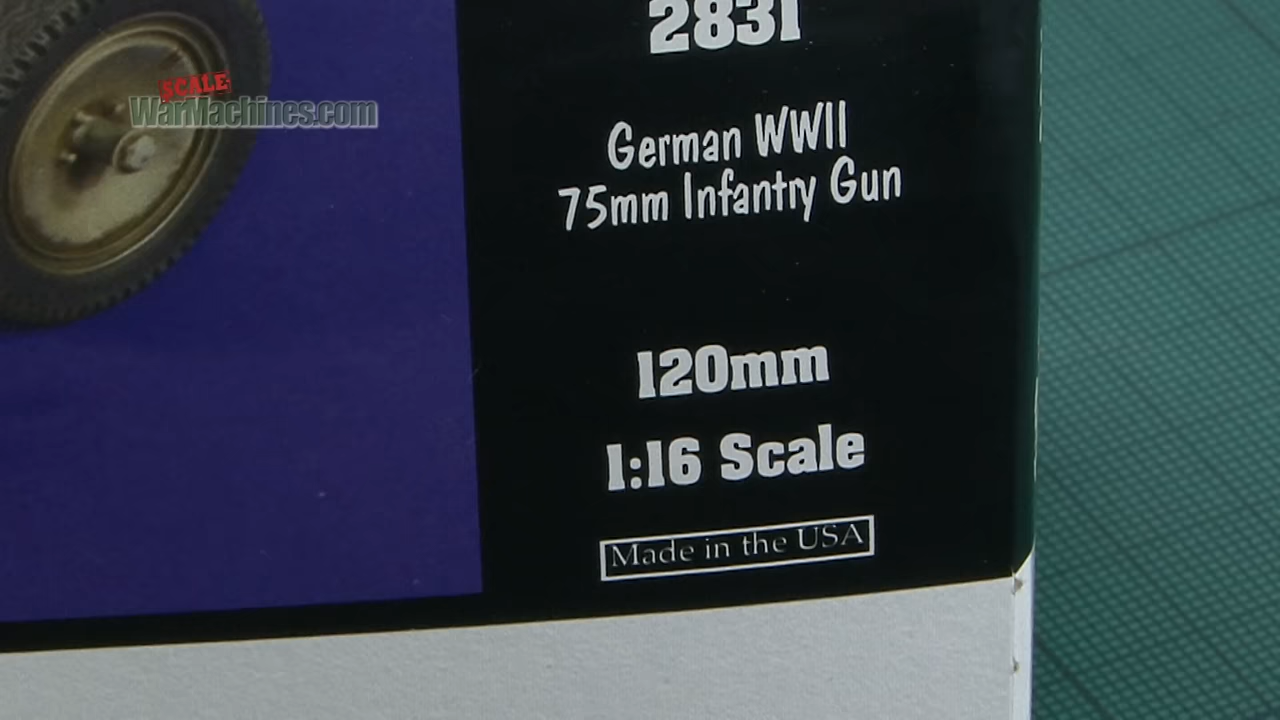 SCALE
WarMachines.com
2831
German WWII
75mm Infantry Gun
120mm
1:16 Scale
Made in the USA